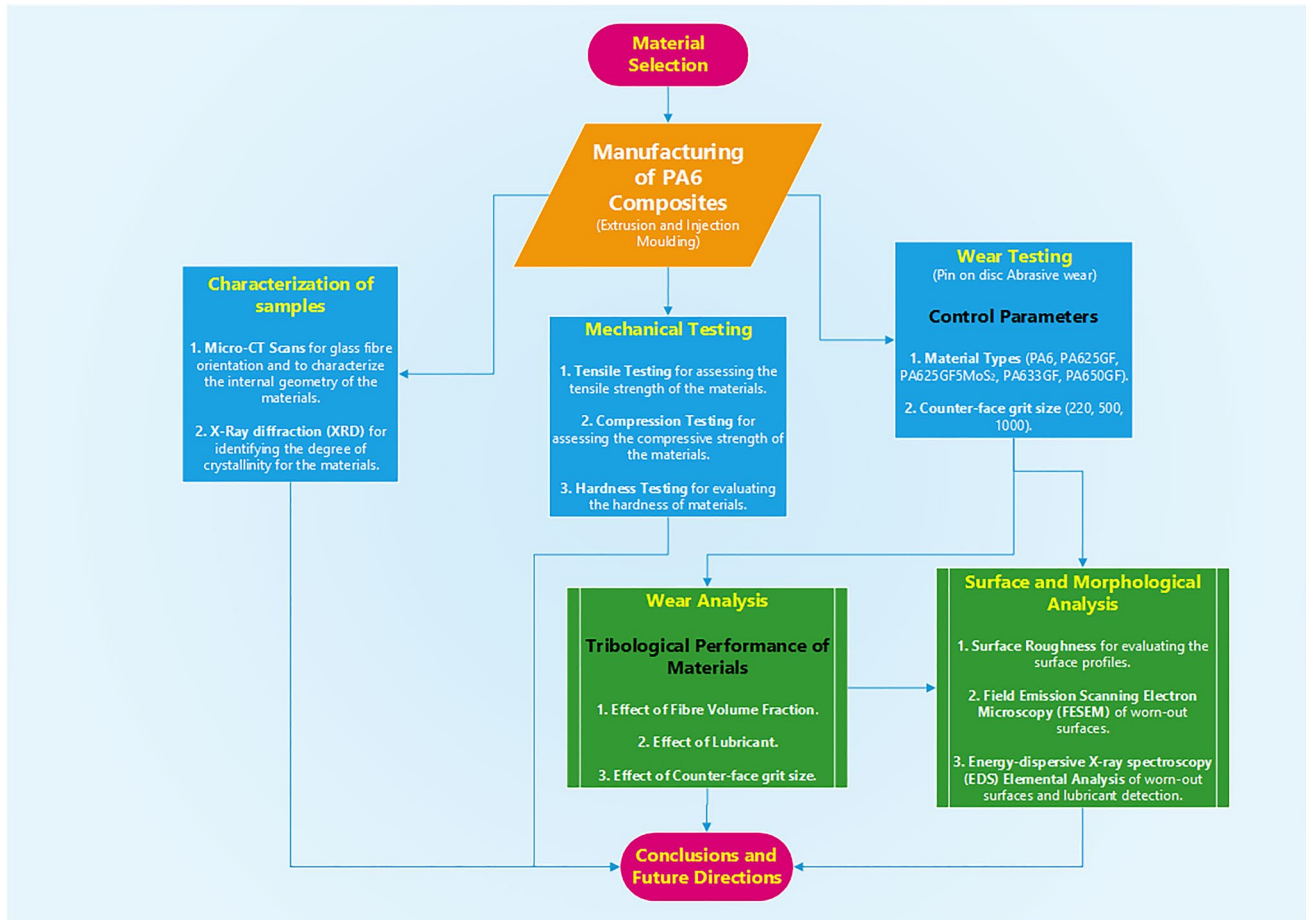 Material
Selection
Manufacturing
of PA6
Composites
(Extrusion and Injection
Moulding)
Characterization of
samples
1. Micro-CT Scans for glass fibre
orientation and to characterize
the internal geometry of the
materials.
2. X-Ray diffraction (XRD) for
identifying the degree of
crystallinity for the materials.
Mechanical Testing
1. Tensile Testing for assessing the
tensile strength of the materials.
2. Compression Testing for
assessing the compressive strength of
the materials.
3. Hardness Testing for evaluating
the hardness of materials.
Wear Testing
(Pin on disc Abrasive wear)
Control Parameters
1. Material Types (PA6, PA625GF,
PA625GF5MoS₂, PA633GF, PA650GF).
2. Counter-face grit size (220, 500,
1000).
Wear Analysis
Tribological Performance of
Materials
1. Effect of Fibre Volume Fraction.
2. Effect of Lubricant.
3. Effect of Counter-face grit size.
Surface and Morphological
Analysis
1. Surface Roughness for evaluating the
surface profiles.
2. Field Emission Scanning Electron
Microscopy (FESEM) of worn-out
surfaces.
3. Energy-dispersive X-ray spectroscopy
(EDS) Elemental Analysis of worn-out
surfaces and lubricant detection.
Conclusions and
Future Directions